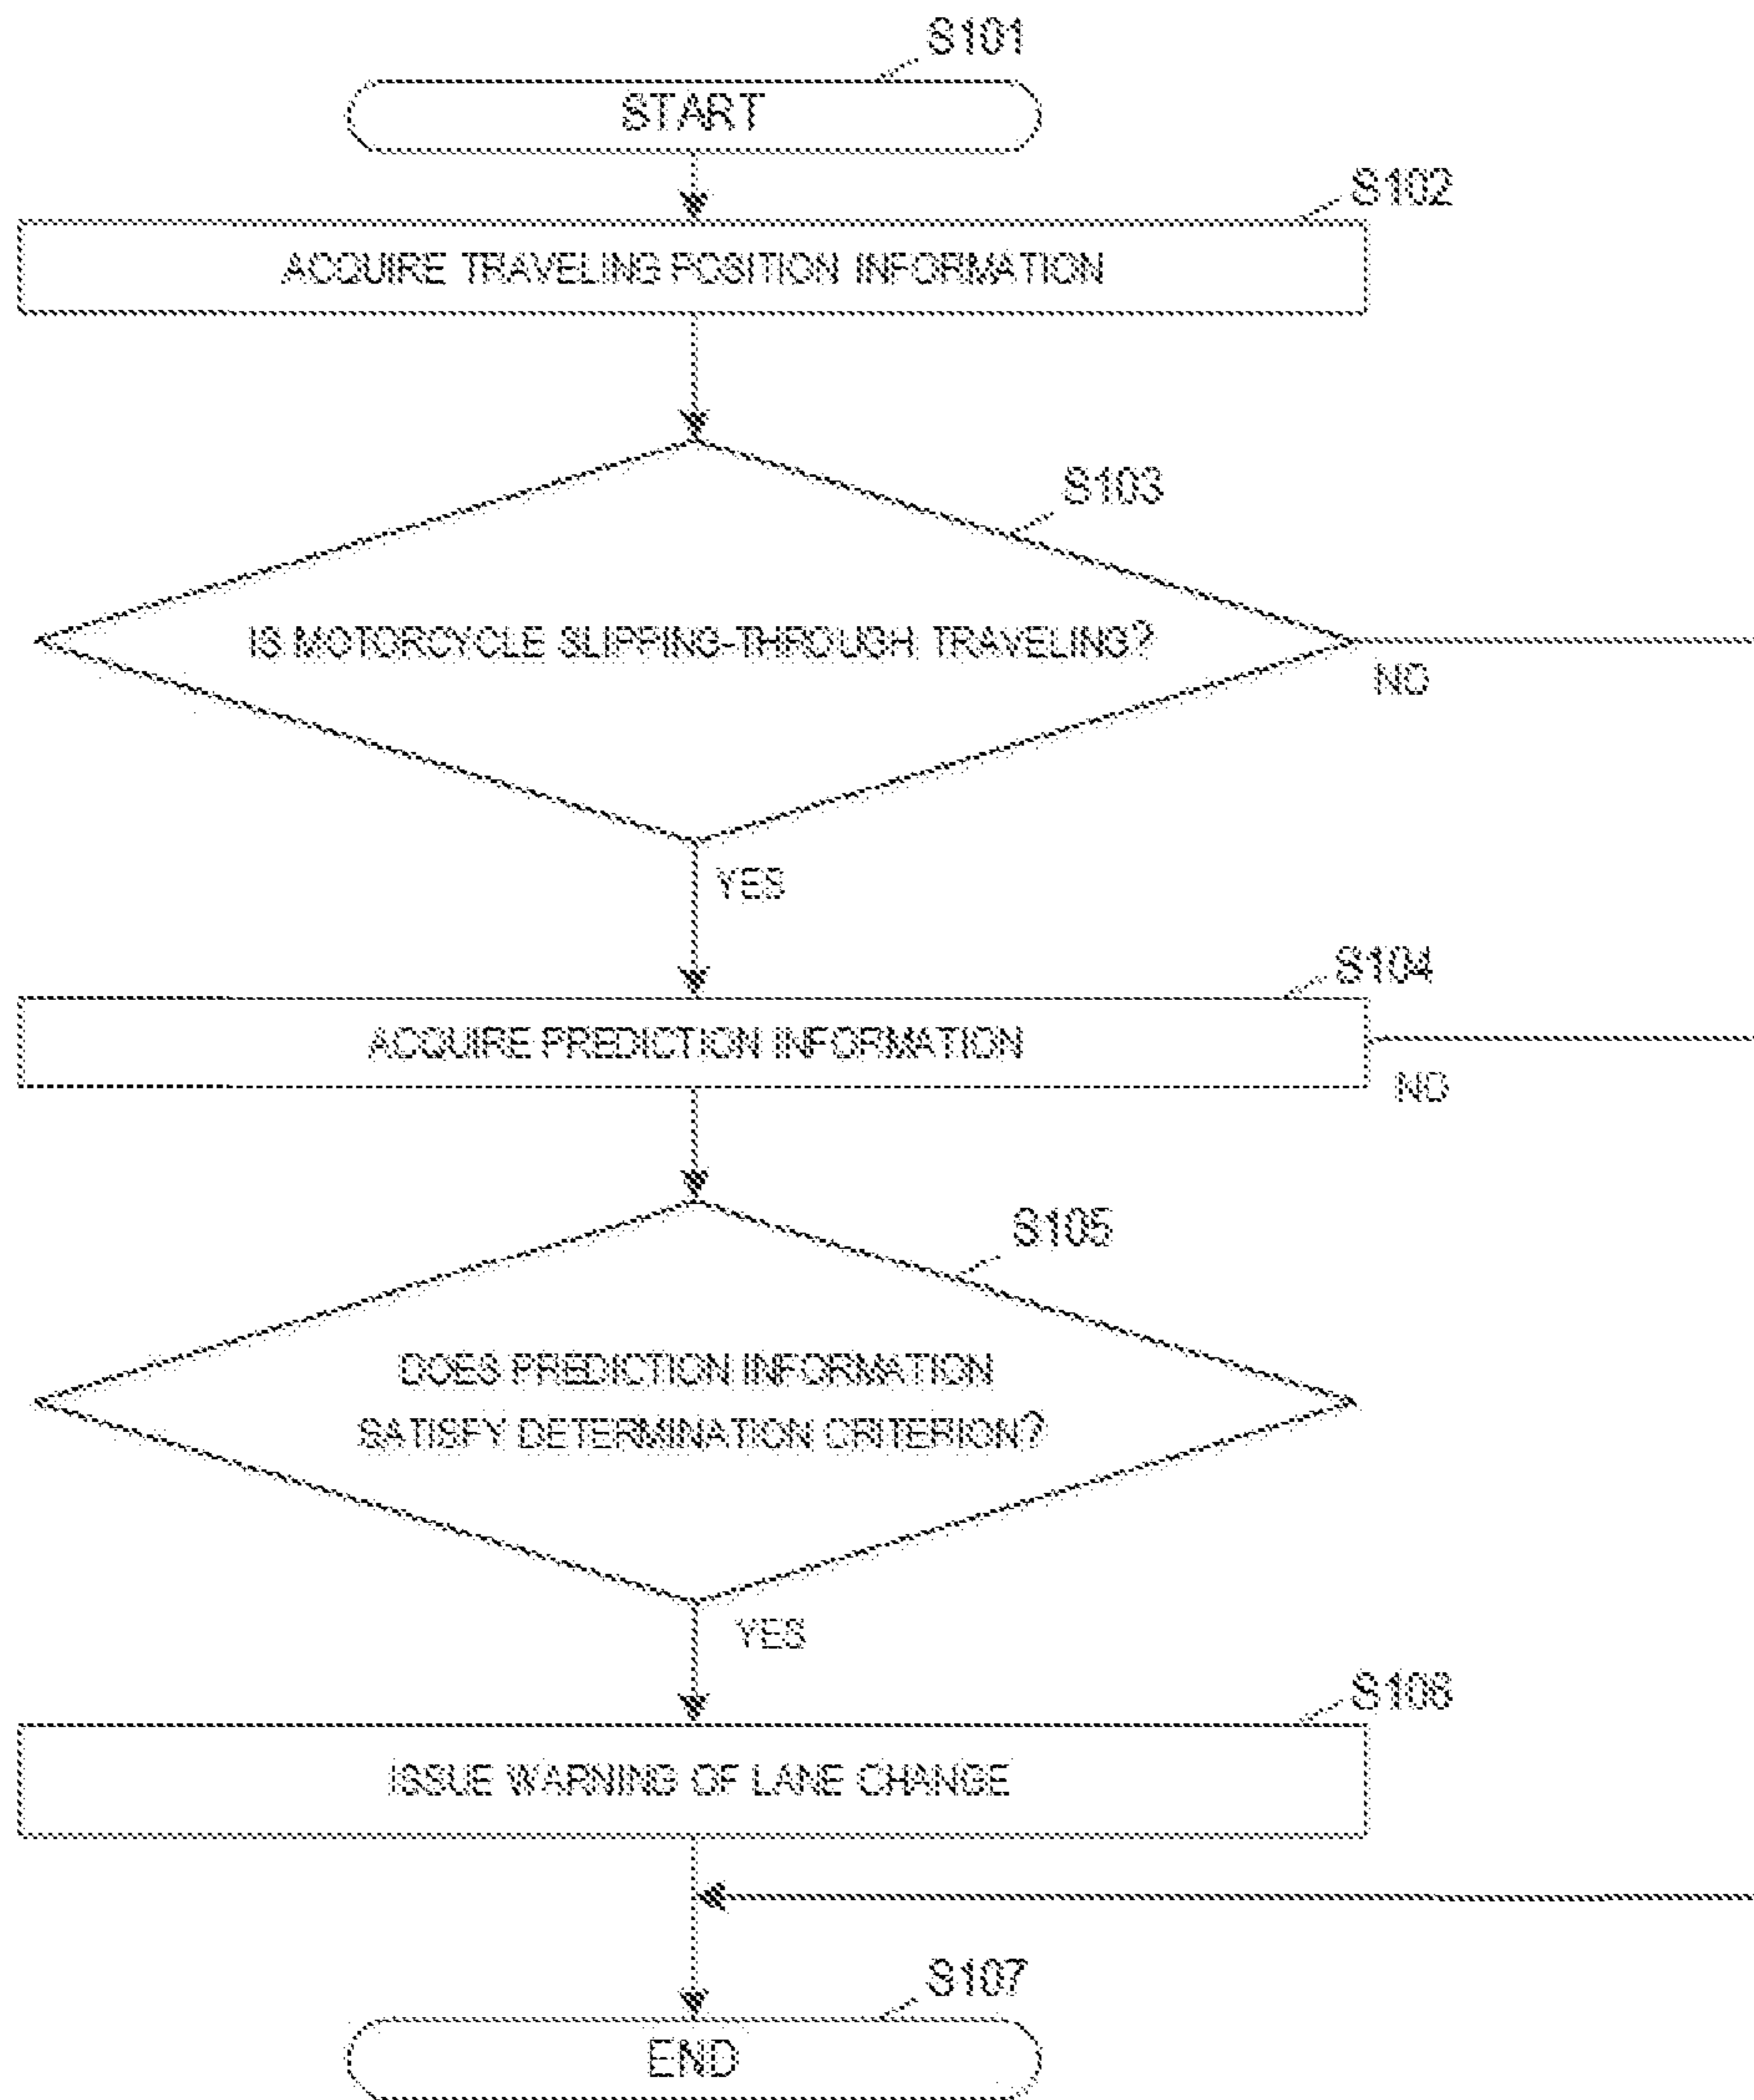 S101
START
S102
ACQUIRE TRAVELING POSITION INFORMATION
S103
IS MOTORCYCLE SLIPPING-THROUGH TRAVELING?
NO
YES
S104
ACQUIRE PREDICTION INFORMATION
NO
S105
DOES PREDICTION INFORMATION
SATISFY DETERMINATION CRITERION?
YES
S106
ISSUE WARNING OF LANE CHANGE
S107
END